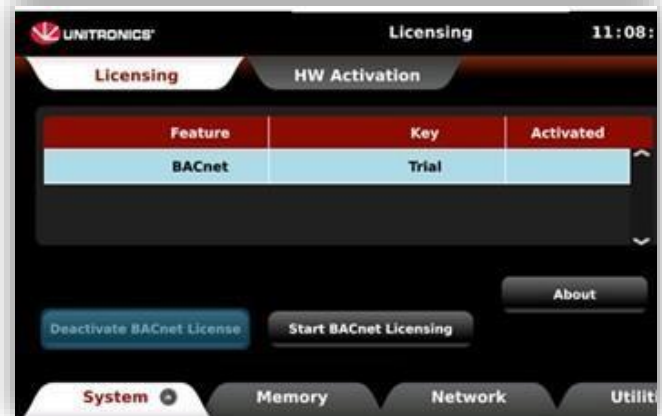 UNITRONICS® Licensing 11:08:
Licensing HW Activation
Feature Key Activated
BACnet Trial
About
Deactivate BACnet License Start BACnet Licensing
System Memory Network Utiliti